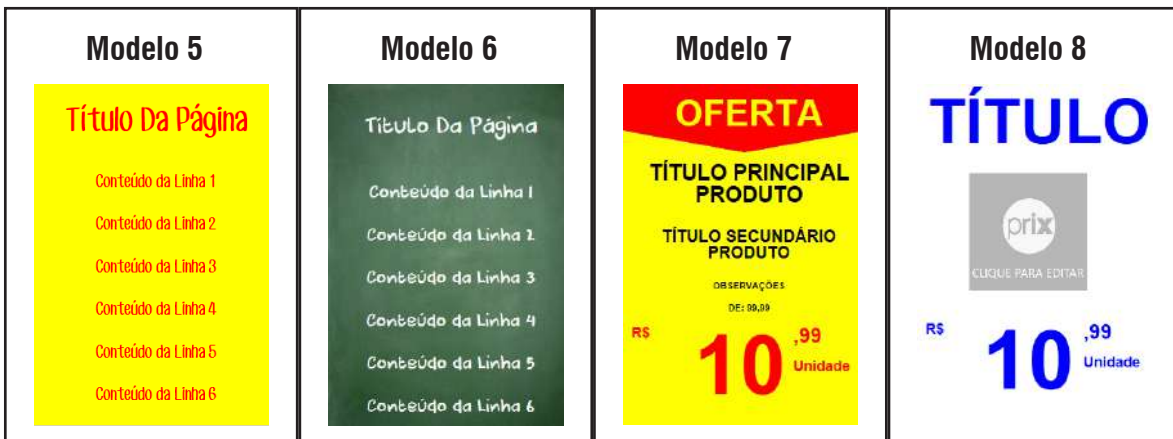 Modelo 5
Título Da Página
Conteúdo da Linha 1
Conteúdo da Linha 2
Conteúdo da Linha 3
Conteúdo da Linha 4
Conteúdo da Linha 5
Conteúdo da Linha 6
Modelo 6
Título Da Página
Conteúdo da Linha 1
Conteúdo da Linha 2
Conteúdo da Linha 3
Conteúdo da Linha 4
Conteúdo da Linha 5
Conteúdo da Linha 6
Modelo 7
OFERTA
TÍTULO PRINCIPAL
PRODUTO
TÍTULO SECUNDÁRIO
PRODUTO
OBSERVAÇÕES
DE: 99,99
R$ 10 ,99
Unidade
Modelo 8
TÍTULO
prix
CLIQUE PARA EDITAR
R$ 10 ,99
Unidade